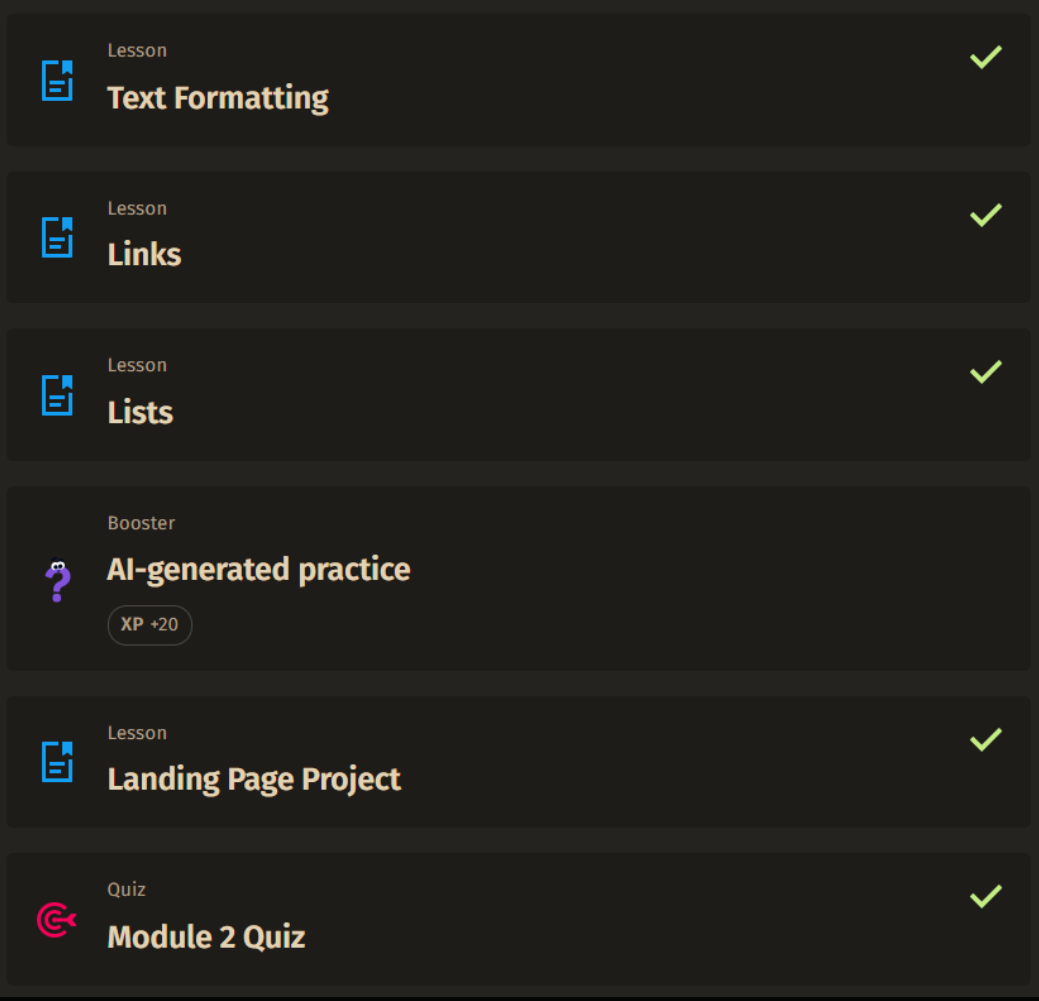 Lesson
Text Formatting
Lesson
Links
Lesson
Lists
Booster
AI-generated practice
XP +20
Lesson
Landing Page Project
Quiz
Module 2 Quiz